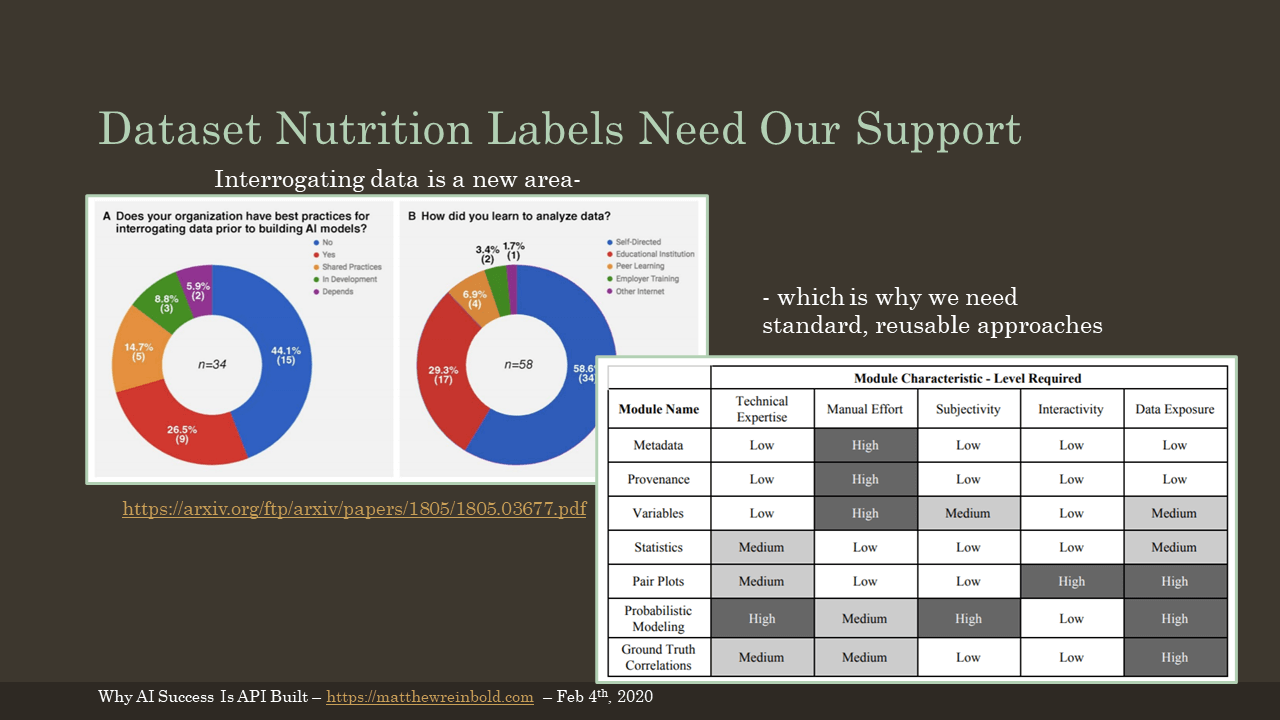 Dataset Nutrition Labels Need Our Support
Interrogating data is a new area-
A Does your organization have best practices for
interrogating data prior to building AI models?
No
Yes
Shared Practices
In Development
Depends
5.9%
(2)
8.8%
(3)
14.7%
(5)
26.5%
(9)
44.1%
(15)
n=34
B How did you learn to analyze data?
Self-Directed
Educational Institution
Peer Learning
Employer Training
Other Internet
3.4%
(2)
1.7%
(1)
6.9%
(4)
29.3%
(17)
58.6
(34
n=58
https://arxiv.org/ftp/arxiv/papers/1805/1805.03677.pdf
- which is why we need
standard, reusable approaches
Module Characteristic - Level Required
Module Name Technical Expertise Manual Effort Subjectivity Interactivity Data Exposure
Metadata Low High Low Low Low
Provenance Low High Low Low Low
Variables Low High Medium Low Medium
Statistics Medium Low Low Low Medium
Pair Plots Medium Low Low High High
Probabilistic Modeling High Medium High Low High
Ground Truth Correlations Medium Medium Low Low High
Why AI Success Is API Built – https://matthewreinbold.com – Feb 4th, 2020